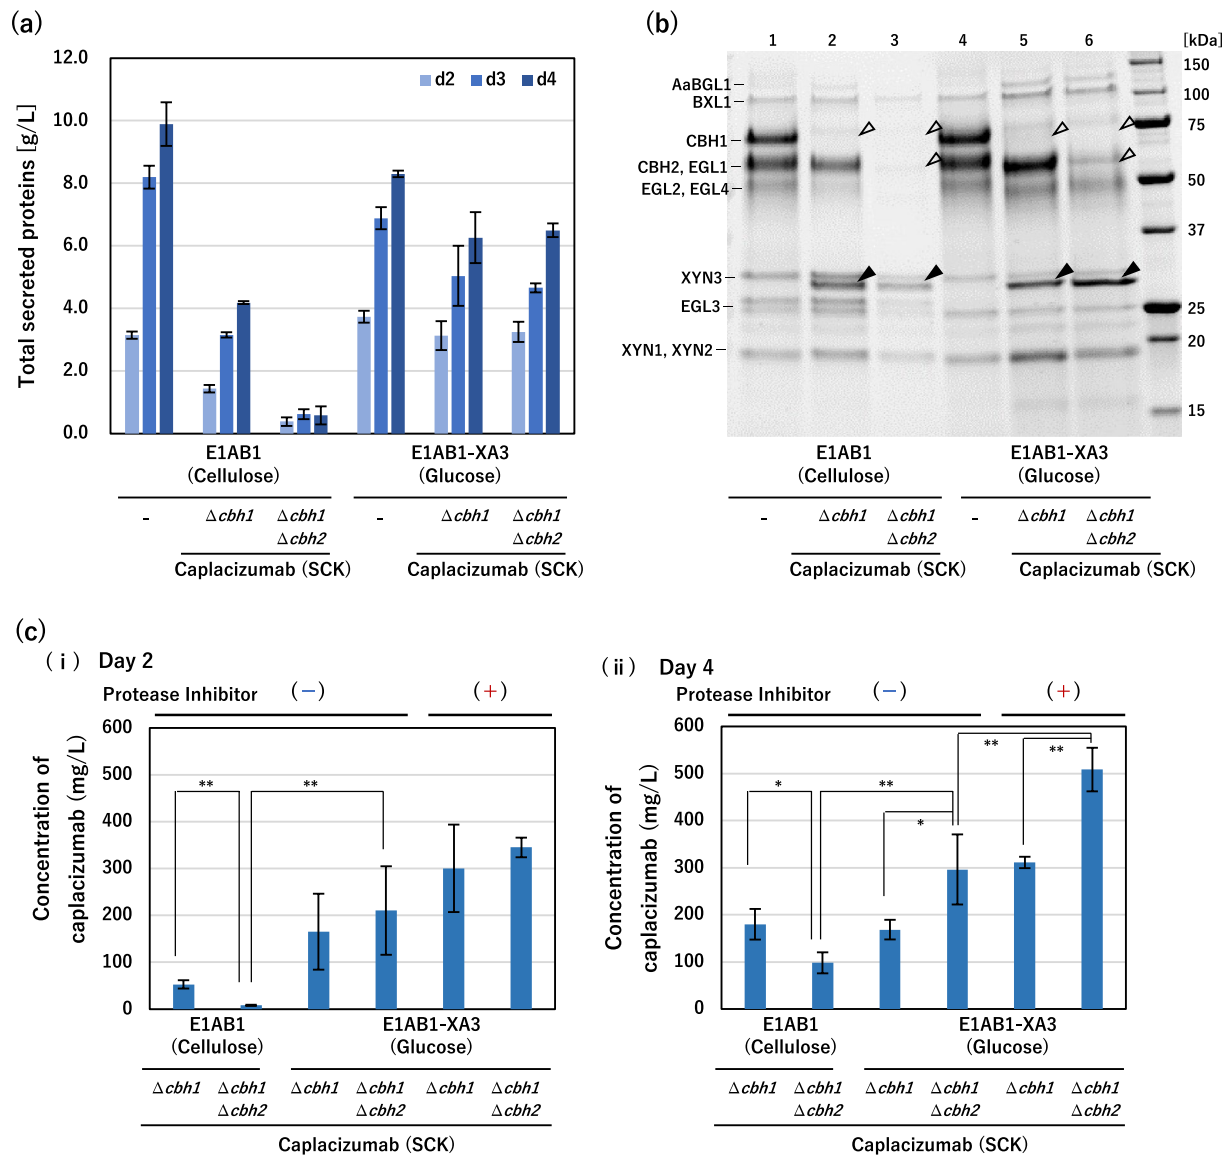 (a)
12.0
10.0
8.0
6.0
4.0
2.0
0.0
Total secreted proteins [g/L]
d2 d3 d4
E1AB1
(Cellulose)
E1AB1-XA3
(Glucose)
- Δcbh1 Δcbh1
Δcbh2
- Δcbh1 Δcbh1
Δcbh2
Caplacizumab (SCK)
Caplacizumab (SCK)
(b)
1 2 3 4 5 6 [kDa]
AaBGL1
BXL1
CBH1
CBH2, EGL1
EGL2, EGL4
XYN3
EGL3
XYN1, XYN2
150
100
75
50
37
25
20
15
E1AB1
(Cellulose)
E1AB1-XA3
(Glucose)
- Δcbh1 Δcbh1
Δcbh2
- Δcbh1 Δcbh1
Δcbh2
Caplacizumab (SCK)
Caplacizumab (SCK)
(c)
(i) Day 2
Protease Inhibitor (−) (+)
600
500
400
300
200
100
0
Concentration of
caplacizumab (mg/L)
** **
E1AB1
(Cellulose)
E1AB1-XA3
(Glucose)
Δcbh1 Δcbh1
Δcbh2
Δcbh1 Δcbh1
Δcbh2
Δcbh1 Δcbh1
Δcbh2
Caplacizumab (SCK)
(ii) Day 4
Protease Inhibitor (−) (+)
600
500
400
300
200
100
0
Concentration of
caplacizumab (mg/L)
** **
* **
*
E1AB1
(Cellulose)
E1AB1-XA3
(Glucose)
Δcbh1 Δcbh1
Δcbh2
Δcbh1 Δcbh1
Δcbh2
Δcbh1 Δcbh1
Δcbh2
Caplacizumab (SCK)